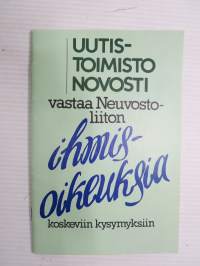 UUTIS-
TOIMISTO
NOVOSTI
vastaa Neuvosto-
liiton
ihmis-
oikeuksia
koskeviin kysymyksiin